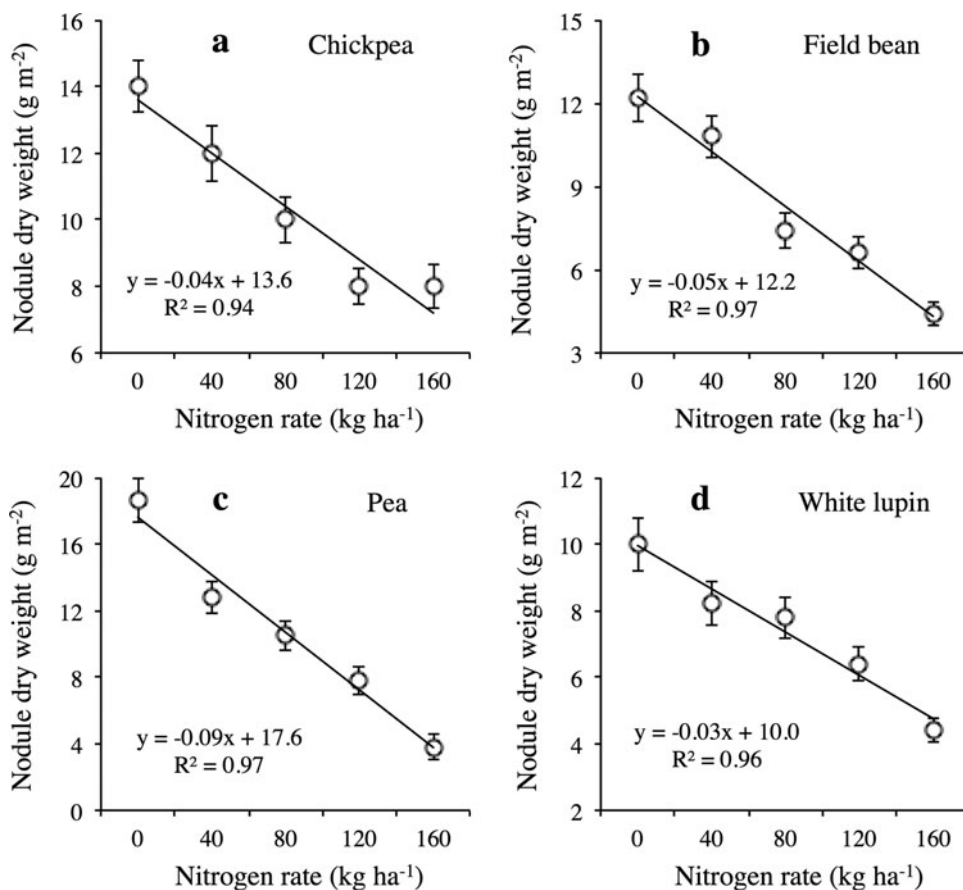 a Chickpea
Nodule dry weight (g m⁻²)
16
14
12
10
8
6
y = -0.04x + 13.6
R² = 0.94
0 40 80 120 160
Nitrogen rate (kg ha⁻¹)
b Field bean
Nodule dry weight (g m⁻²)
15
12
9
6
3
y = -0.05x + 12.2
R² = 0.97
0 40 80 120 160
Nitrogen rate (kg ha⁻¹)
c Pea
Nodule dry weight (g m⁻²)
20
16
12
8
4
0
y = -0.09x + 17.6
R² = 0.97
0 40 80 120 160
Nitrogen rate (kg ha⁻¹)
d White lupin
Nodule dry weight (g m⁻²)
12
10
8
6
4
2
y = -0.03x + 10.0
R² = 0.96
0 40 80 120 160
Nitrogen rate (kg ha⁻¹)